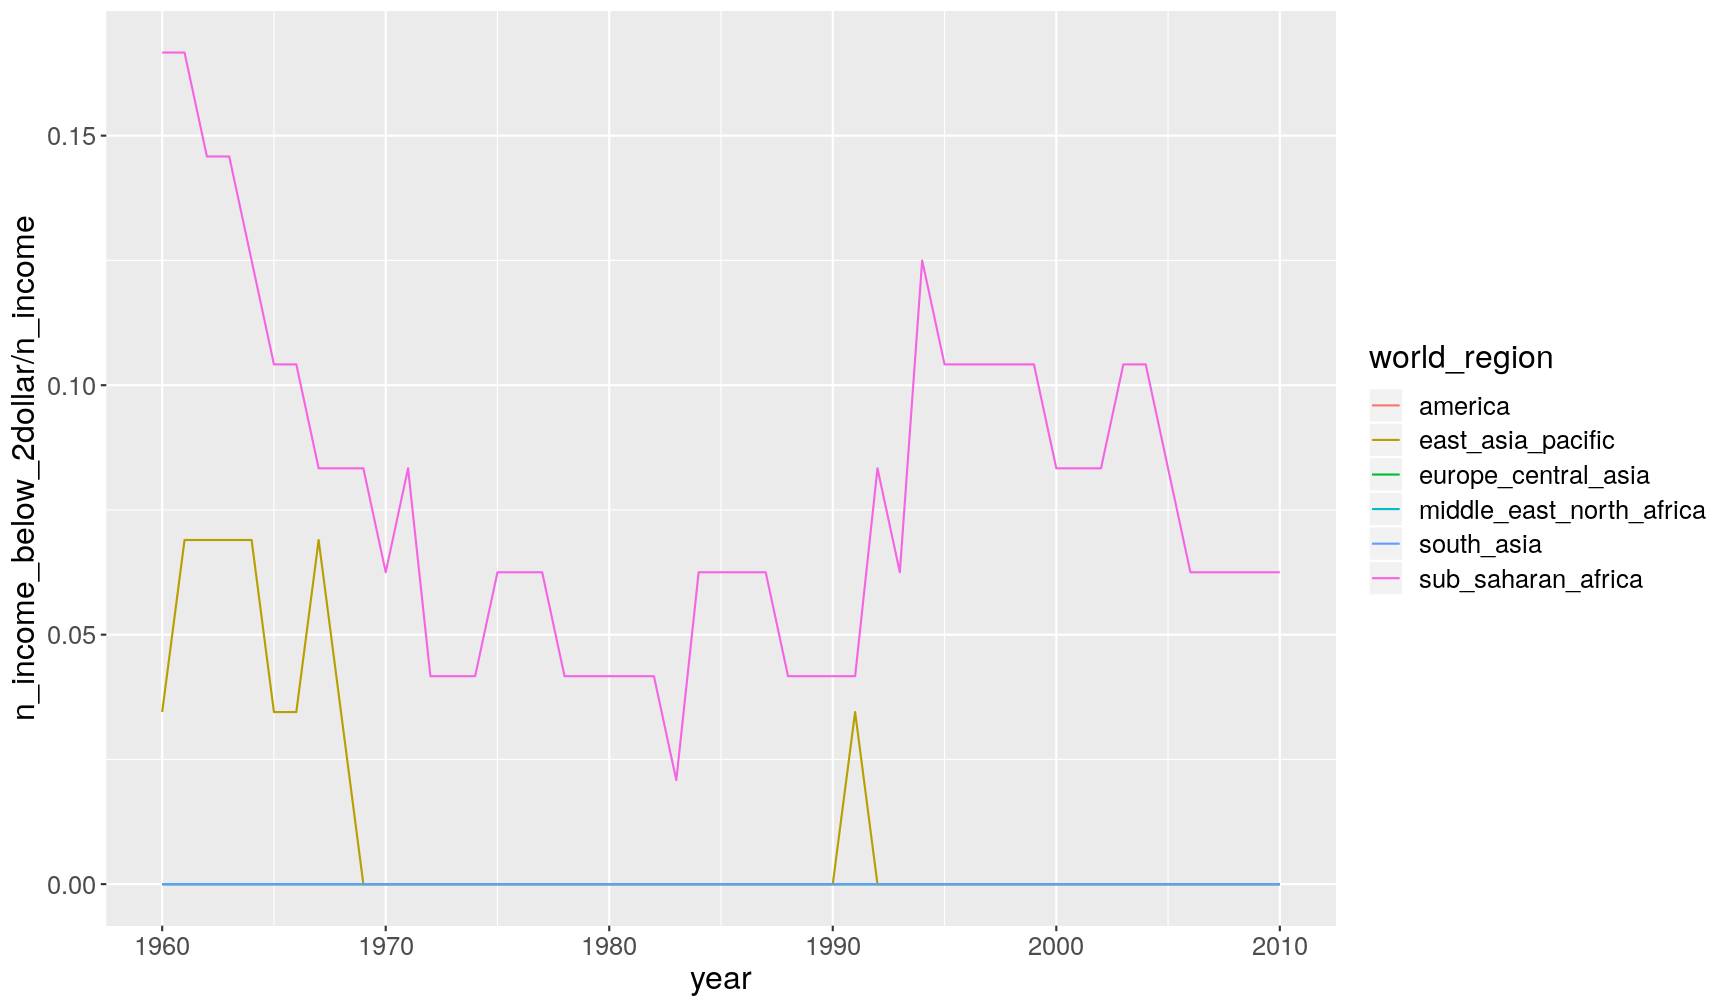 n_income_below_2dollar/n_income
0.15
0.10
0.05
0.00
1960 1970 1980 1990 2000 2010
year
world_region
america
east_asia_pacific
europe_central_asia
middle_east_north_africa
south_asia
sub_saharan_africa